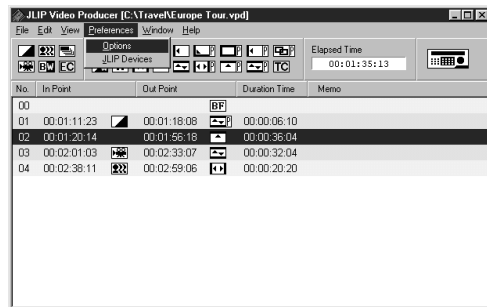 JLIP Video Producer [C:\Travel\Europe Tour.vpd]
File Edit View Preferences Window Help
Options
JLIP Devices
Elapsed Time
00:01:35:13
BW EC
TC
No. In Point Out Point Duration Time Memo
00 BF
01 00:01:11:23 00:01:18:08 P 00:00:06:10
02 00:01:20:14 00:01:56:18 00:00:36:04
03 00:02:01:03 00:02:33:07 00:00:32:04
04 00:02:38:11 00:02:59:06 00:00:20:20